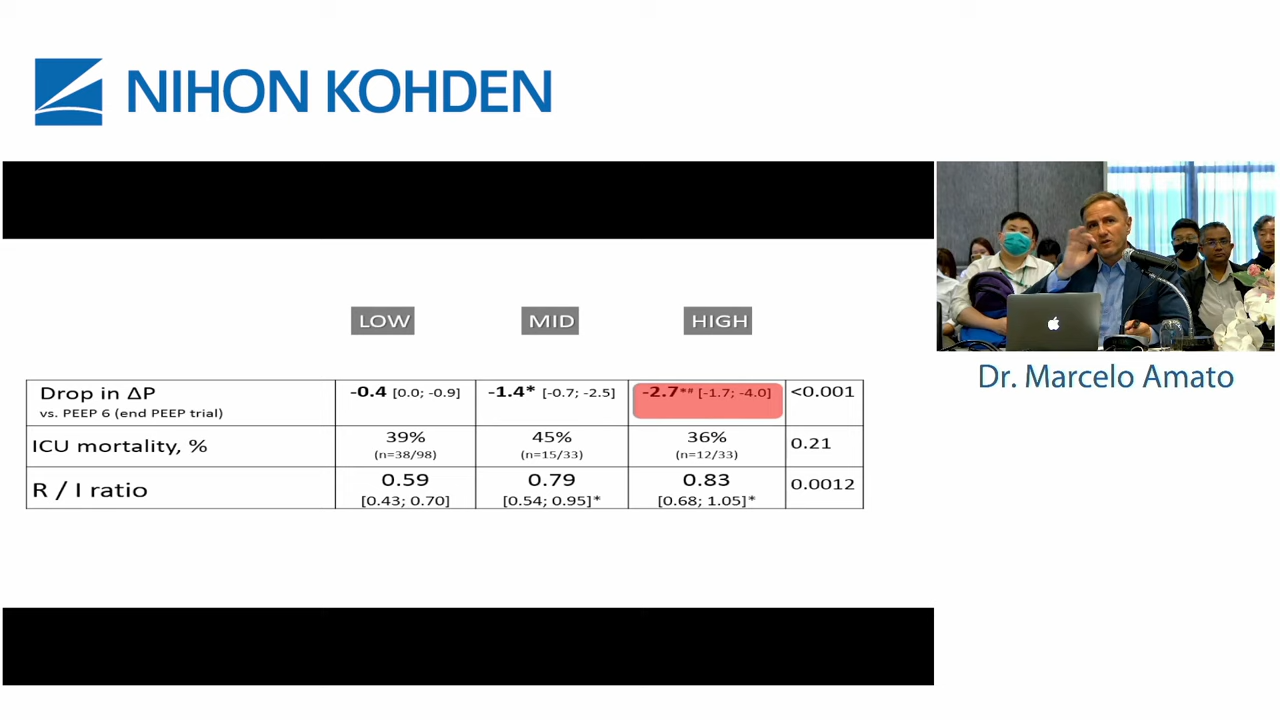 NIHON KOHDEN
LOW MID HIGH
Drop in ΔP -0.4 [0.0; -0.9] -1.4* [-0.7; -2.5] -2.7*# [-1.7; -4.0] <0.001
vs. PEEP 6 (end PEEP trial)
ICU mortality, % 39% 45% 36% 0.21
(n=38/98) (n=15/33) (n=12/33)
R / I ratio 0.59 0.79 0.83 0.0012
[0.43; 0.70] [0.54; 0.95]* [0.68; 1.05]*
Dr. Marcelo Amato